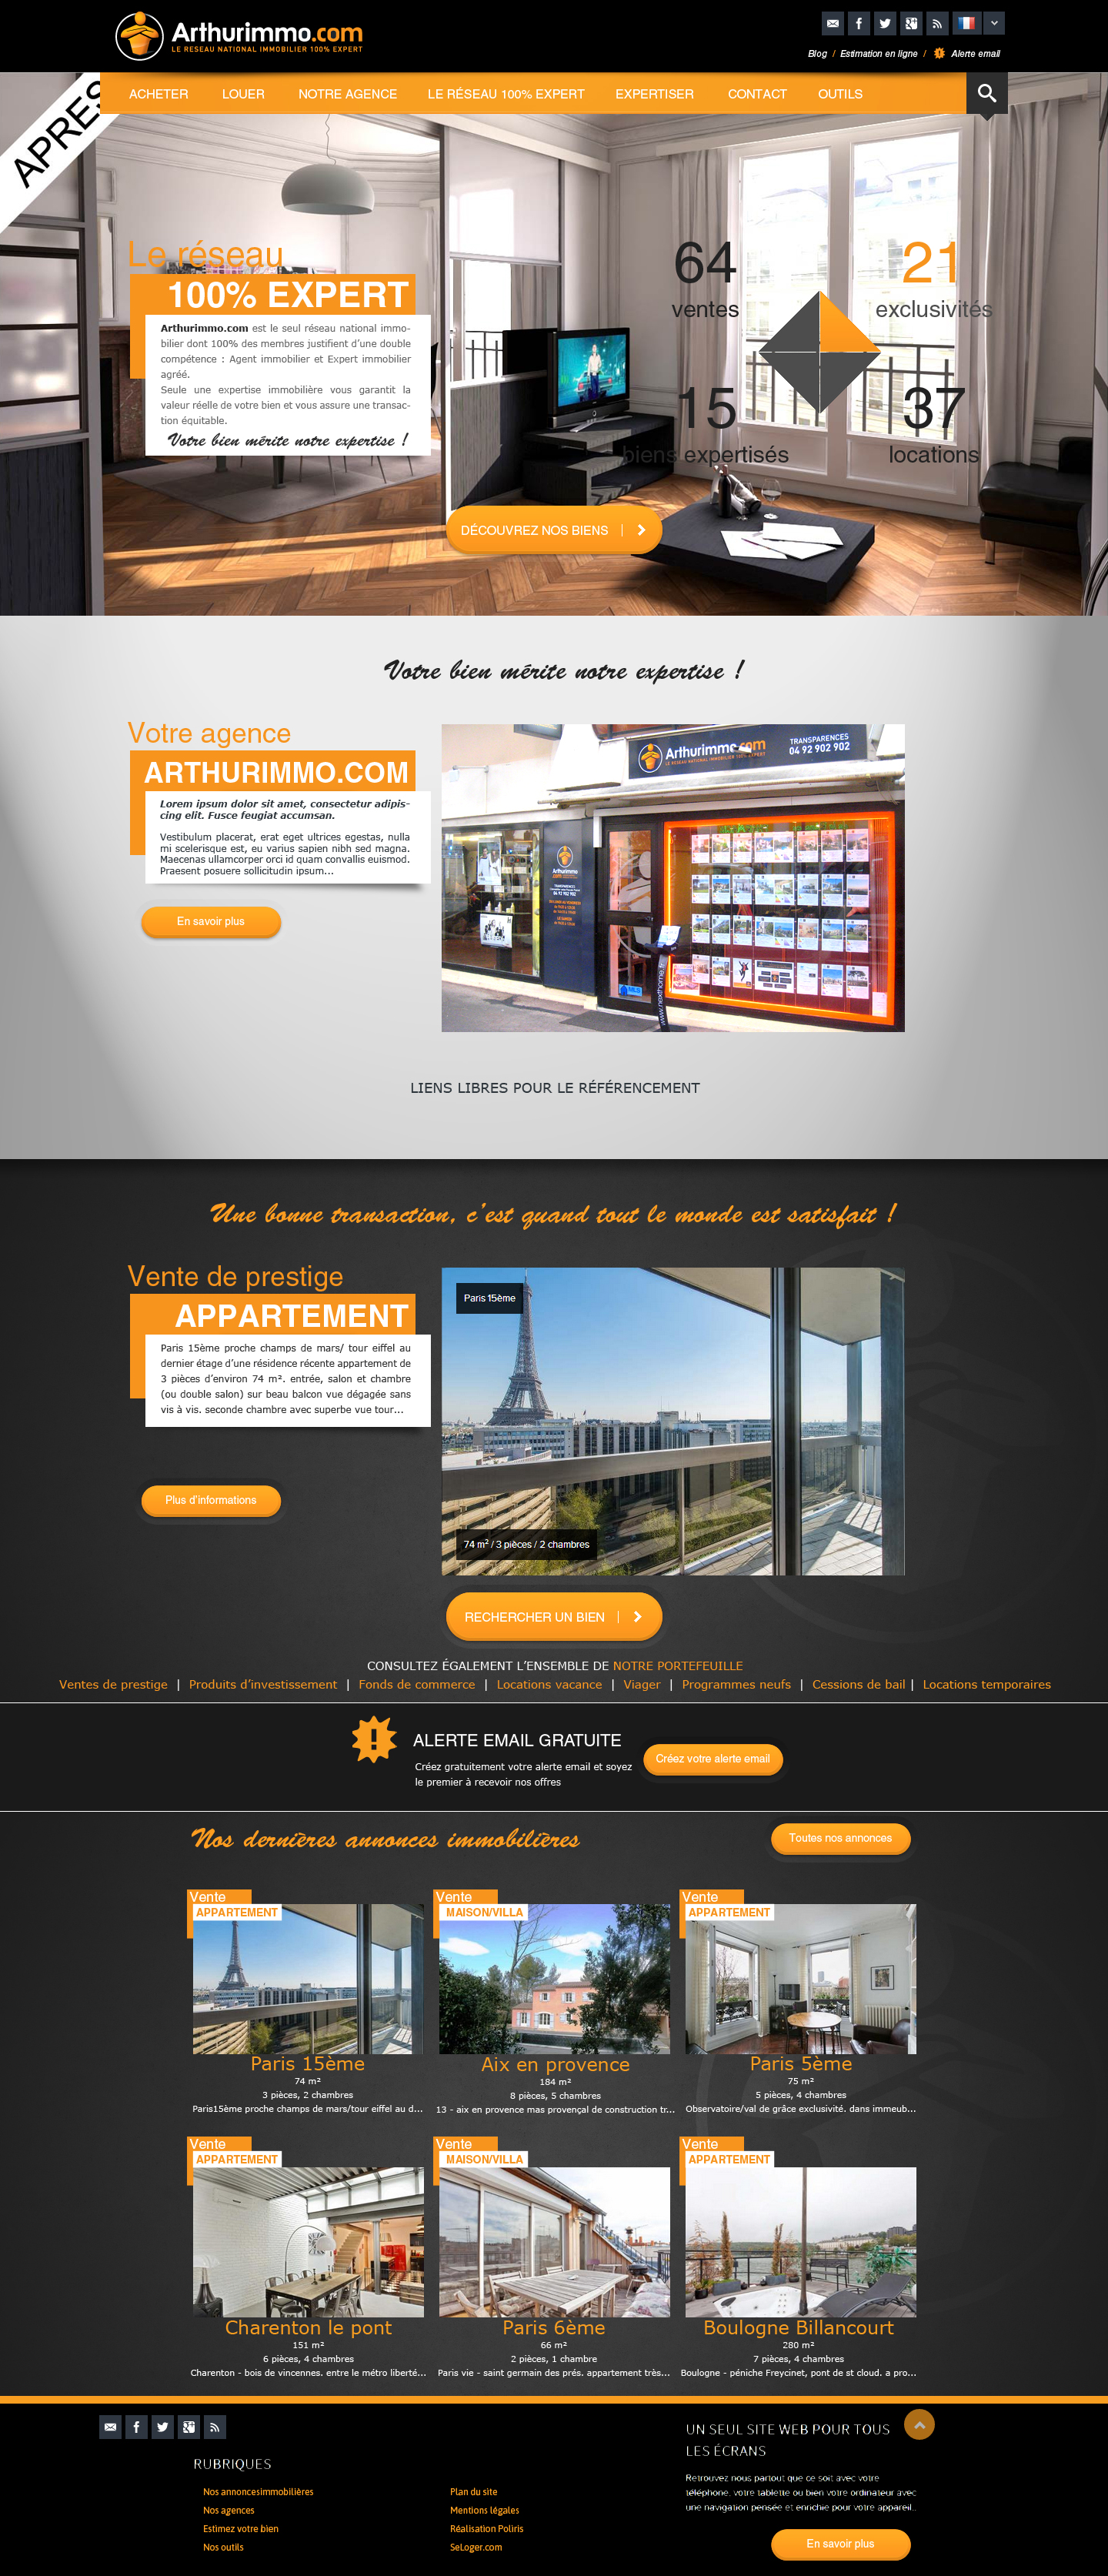 Arthurimmo.com
LE RESEAU NATIONAL IMMOBILIER 100% EXPERT
Blog / Estimation en ligne / Alerte email
APRES
ACHETER LOUER NOTRE AGENCE LE RÉSEAU 100% EXPERT EXPERTISER CONTACT OUTILS
Le réseau
100% EXPERT
Arthurimmo.com est le seul réseau national immo-
bilier dont 100% des membres justifient d'une double
compétence : Agent immobilier et Expert immobilier
agréé.
Seule une expertise immobilière vous garantit la
valeur réelle de votre bien et vous assure une transac-
tion équitable.
Votre bien mérite notre expertise !
64
ventes
21
exclusivités
15
biens expertisés
37
locations
DÉCOUVREZ NOS BIENS
Votre bien mérite notre expertise !
Votre agence
ARTHURIMMO.COM
Lorem ipsum dolor sit amet, consectetur adipis-
cing elit. Fusce feugiat accumsan.
Vestibulum placerat, erat eget ultrices egestas, nulla
mi scelerisque est, eu varius sapien nibh sed magna.
Maecenas ullamcorper orci id quam convallis euismod.
Praesent posuere sollicitudin ipsum...
En savoir plus
Arthurimmo.com
LE RESEAU NATIONAL IMMOBILIER 100% EXPERT
TRANSPARENCES
04 92 902 902
Arthurimmo
.com
TRANSPARENCES
04 92 902 902
www.nexthome.fr
MLS
LIENS LIBRES POUR LE RÉFÉRENCEMENT
Une bonne transaction, c'est quand tout le monde est satisfait !
Vente de prestige
APPARTEMENT
Paris 15ème proche champs de mars/ tour eiffel au
dernier étage d'une résidence récente appartement de
3 pièces d'environ 74 m². entrée, salon et chambre
(ou double salon) sur beau balcon vue dégagée sans
vis à vis. seconde chambre avec superbe vue tour...
Plus d'informations
Paris 15ème
74 m² / 3 pièces / 2 chambres
RECHERCHER UN BIEN
CONSULTEZ ÉGALEMENT L'ENSEMBLE DE NOTRE PORTEFEUILLE
Ventes de prestige | Produits d'investissement | Fonds de commerce | Locations vacance | Viager | Programmes neufs | Cessions de bail | Locations temporaires
ALERTE EMAIL GRATUITE
Créez gratuitement votre alerte email et soyez
le premier à recevoir nos offres
Créez votre alerte email
Nos dernières annonces immobilières
Toutes nos annonces
Vente
APPARTEMENT
Paris 15ème
74 m²
3 pièces, 2 chambres
Paris15ème proche champs de mars/tour eiffel au d...
Vente
MAISON/VILLA
Aix en provence
184 m²
8 pièces, 5 chambres
13 - aix en provence mas provençal de construction tr...
Vente
APPARTEMENT
Paris 5ème
75 m²
5 pièces, 4 chambres
Observatoire/val de grâce exclusivité. dans immeub...
Vente
APPARTEMENT
Charenton le pont
151 m²
6 pièces, 4 chambres
Charenton - bois de vincennes. entre le métro liberté...
Vente
MAISON/VILLA
Paris 6ème
66 m²
2 pièces, 1 chambre
Paris vie - saint germain des prés. appartement très...
Vente
APPARTEMENT
Boulogne Billancourt
280 m²
7 pièces, 4 chambres
Boulogne - péniche Freycinet, pont de st cloud. a pro...
RUBRIQUES
Nos annoncesimmobilières
Nos agences
Estimez votre bien
Nos outils
Plan du site
Mentions légales
Réalisation Poliris
SeLoger.com
UN SEUL SITE WEB POUR TOUS
LES ÉCRANS
Retrouvez nous partout que ce soit avec votre
téléphone, votre tablette ou bien votre ordinateur avec
une navigation pensée et enrichie pour votre appareil..
En savoir plus